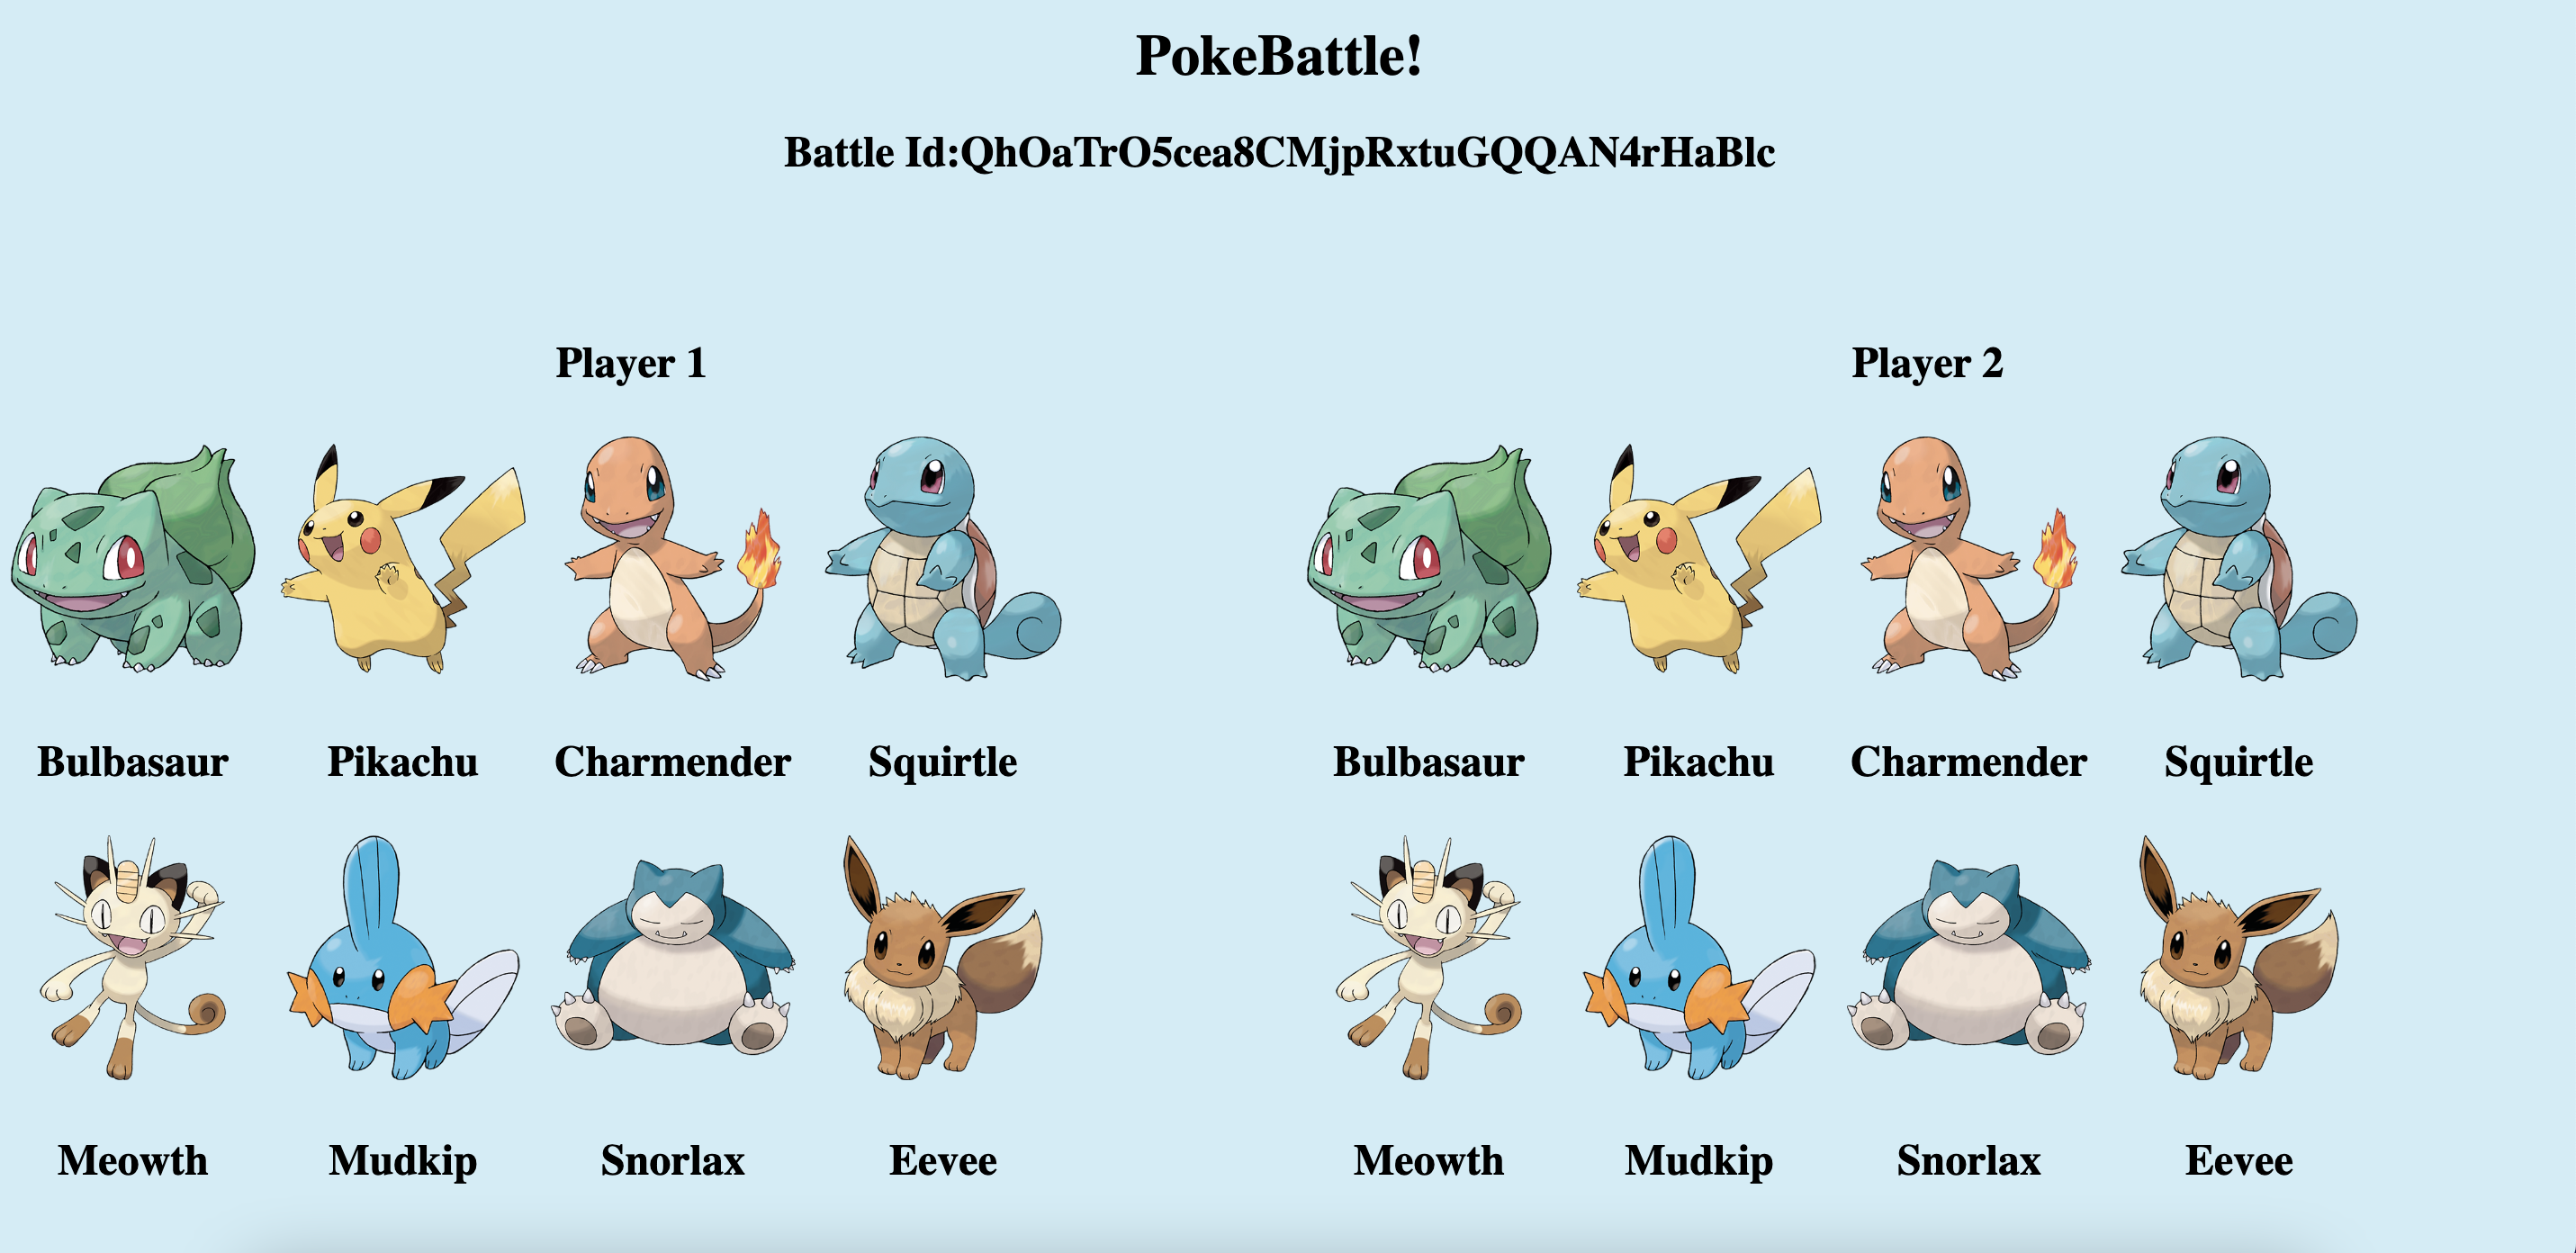 PokeBattle!
Battle Id:QhOaTrO5cea8CMjpRxtuGQQAN4rHaBlc
Player 1
Player 2
Bulbasaur Pikachu Charmender Squirtle Bulbasaur Pikachu Charmender Squirtle
Meowth Mudkip Snorlax Eevee Meowth Mudkip Snorlax Eevee